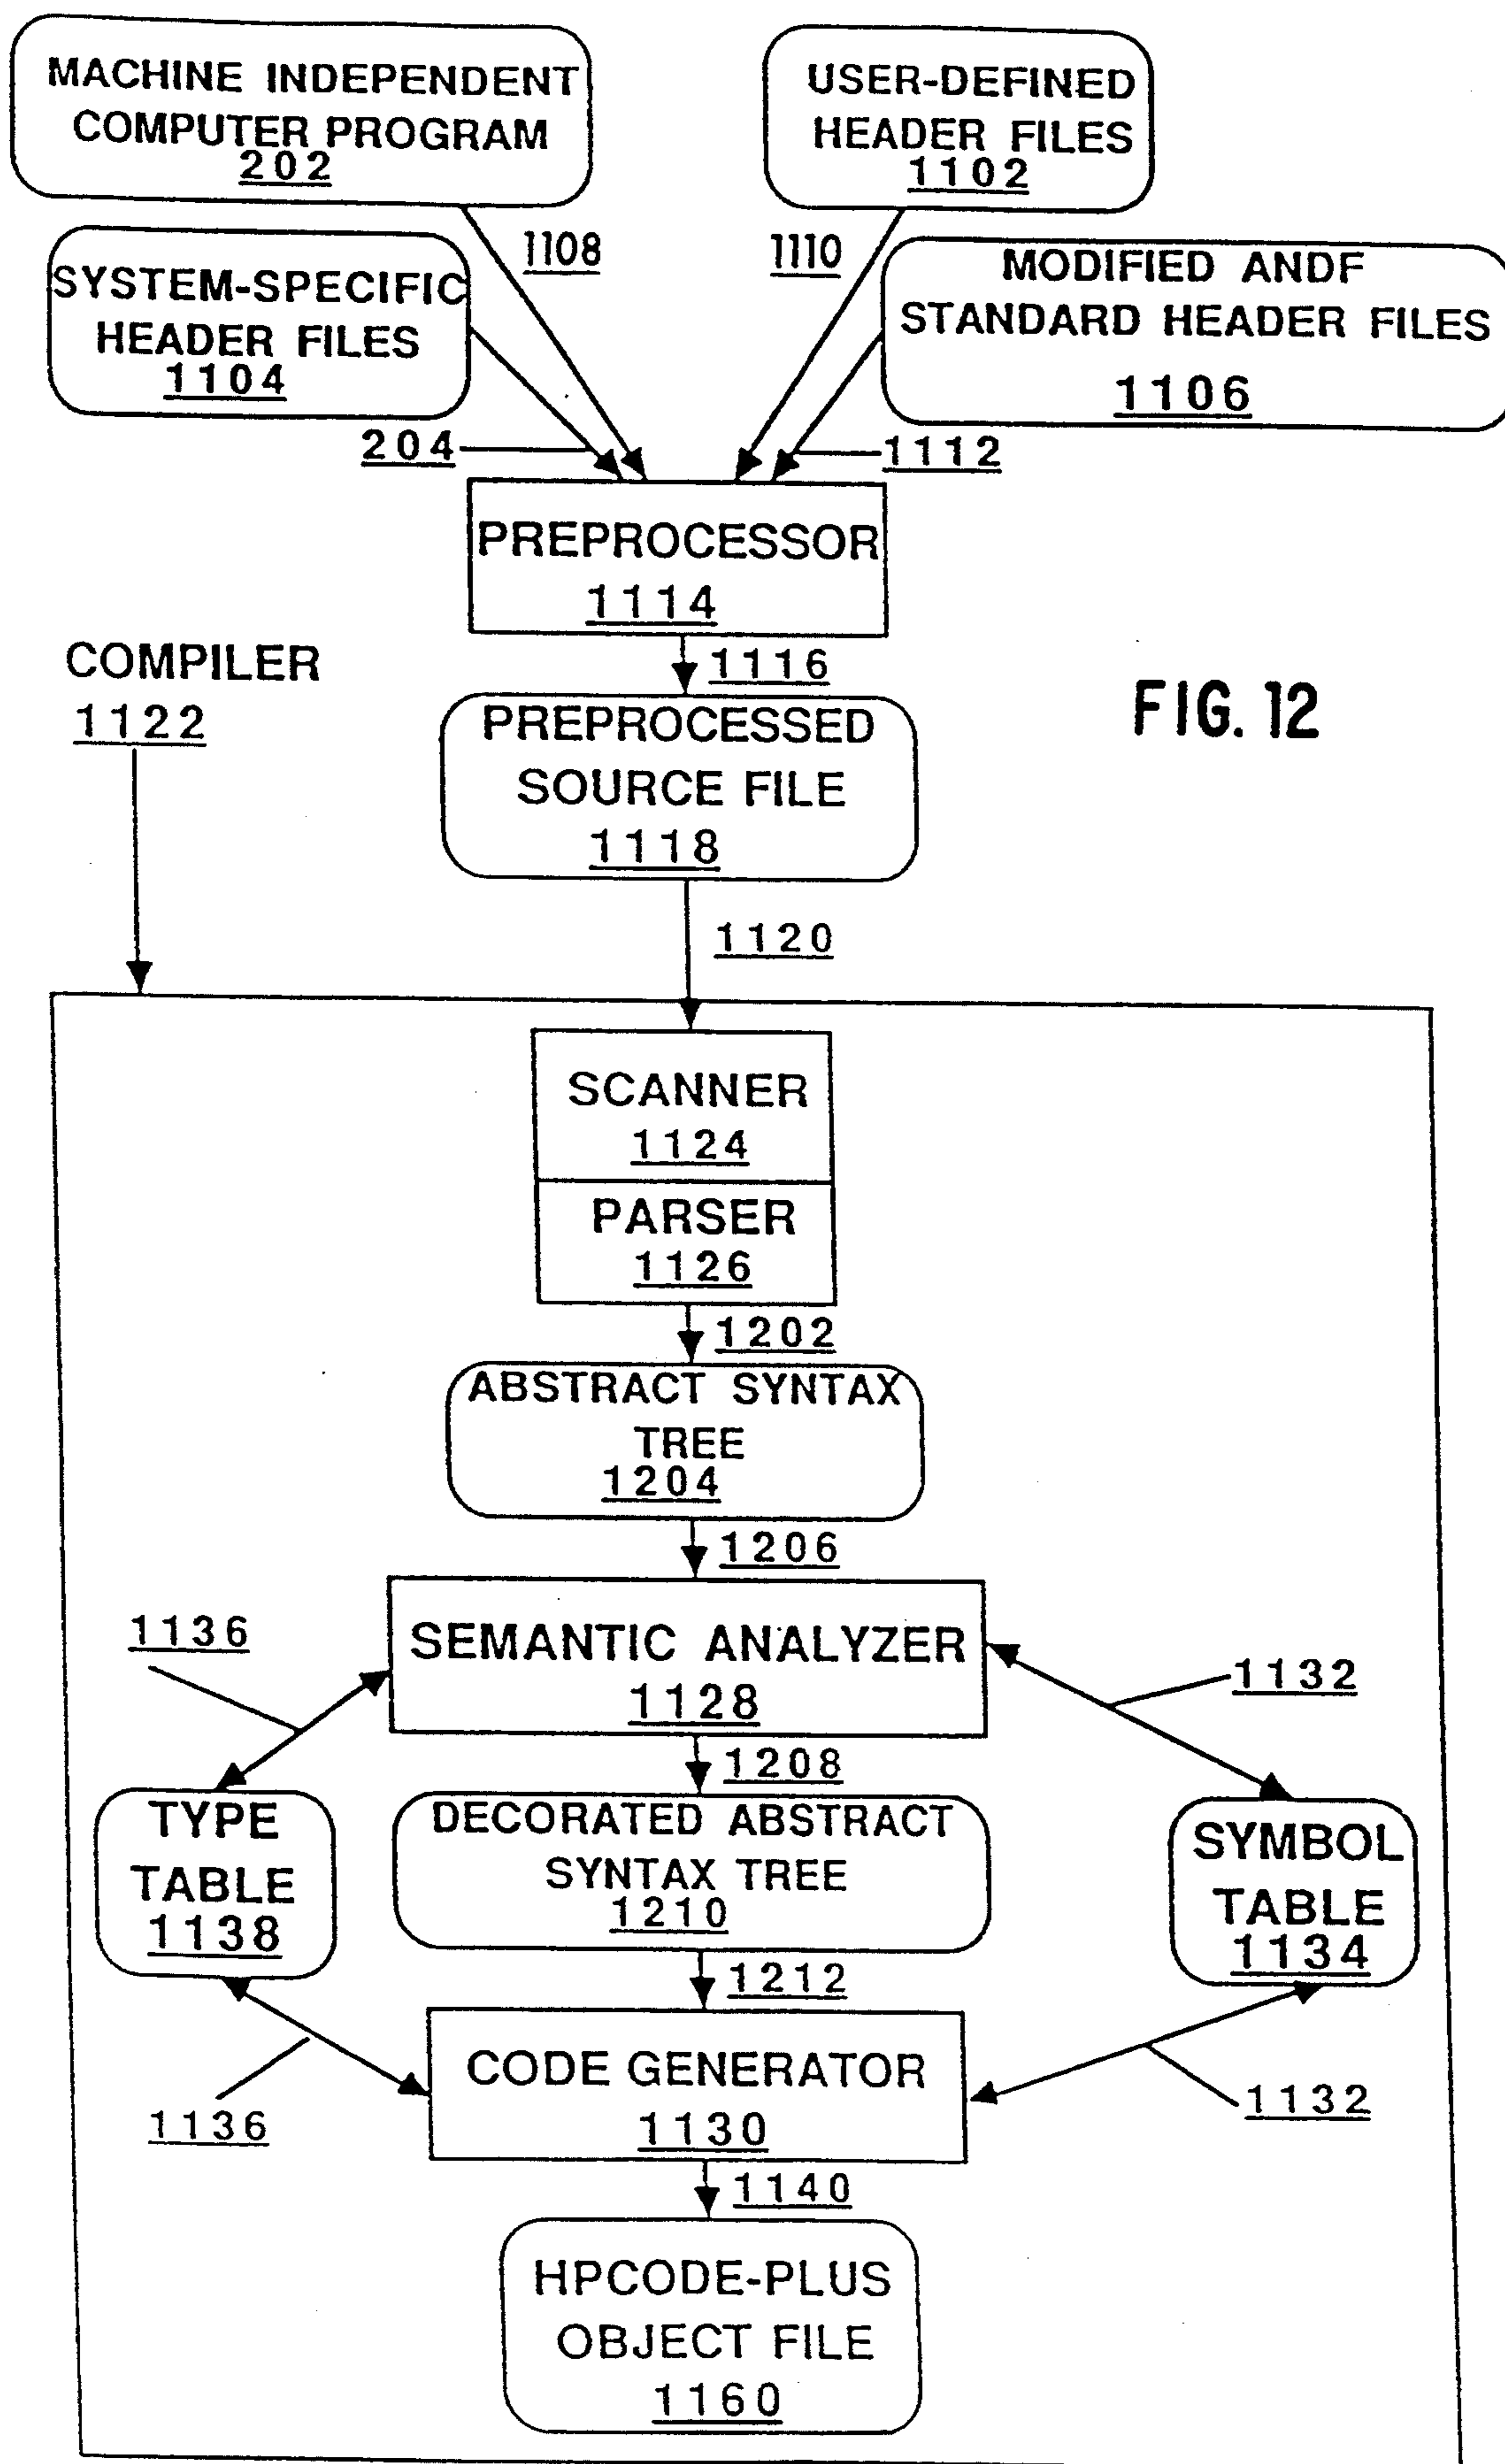 MACHINE INDEPENDENT
COMPUTER PROGRAM
202
USER-DEFINED
HEADER FILES
1102
SYSTEM-SPECIFIC
HEADER FILES
1104
1108
1110
MODIFIED ANDF
STANDARD HEADER FILES
1106
204
1112
PREPROCESSOR
1114
COMPILER
1122
1116
FIG. 12
PREPROCESSED
SOURCE FILE
1118
1120
SCANNER
1124
PARSER
1126
1202
ABSTRACT SYNTAX
TREE
1204
1206
1136
SEMANTIC ANALYZER
1128
1132
1208
TYPE
TABLE
1138
DECORATED ABSTRACT
SYNTAX TREE
1210
SYMBOL
TABLE
1134
1212
CODE GENERATOR
1130
1136
1132
1140
HPCODE-PLUS
OBJECT FILE
1160